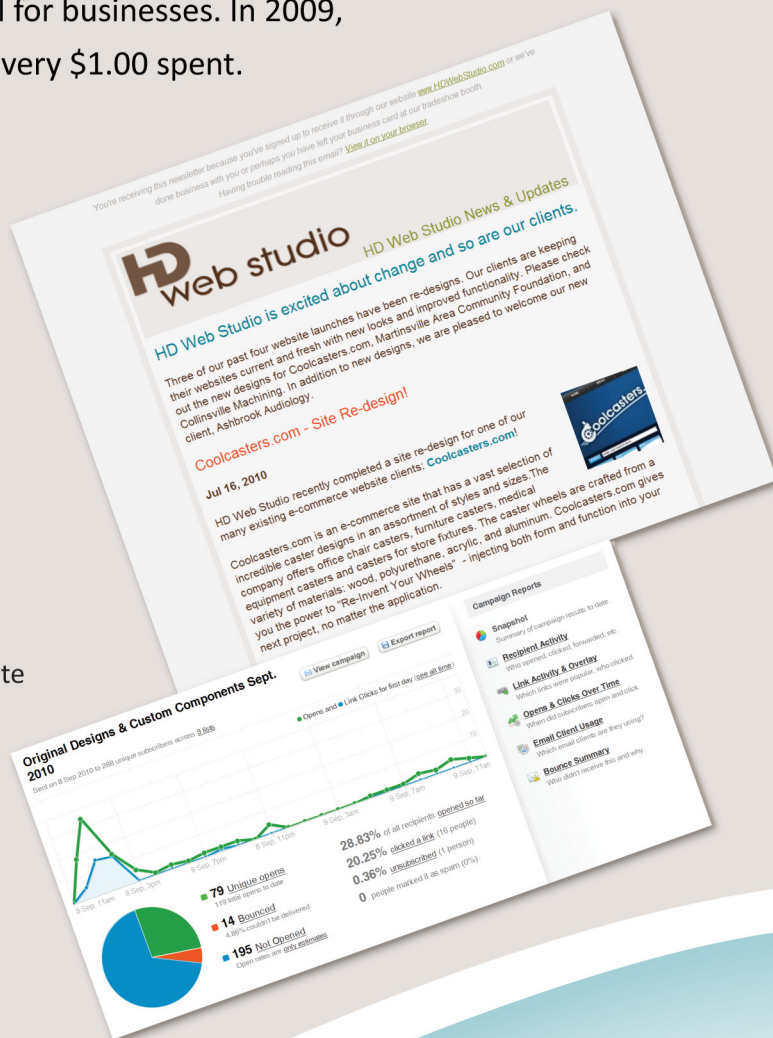 l for businesses. In 2009,
very $1.00 spent.
You're receiving this newsletter because you've signed up to receive it through our website www.HDWebStudio.com or we've
done business with you or perhaps you have left your business card at our tradeshow booth.
Having trouble reading this email? View it on your browser.
HD
web studio
HD Web Studio News & Updates
HD Web Studio is excited about change and so are our clients.
Three of our past four website launches have been re-designs. Our clients are keeping
their websites current and fresh with new looks and improved functionality. Please check
out the new designs for Coolcasters.com, Martinsville Area Community Foundation, and
Collinsville Machining. In addition to new designs, we are pleased to welcome our new
client, Ashbrook Audiology.
Coolcasters.com - Site Re-design!
Jul 16, 2010
HD Web Studio recently completed a site re-design for one of our
many existing e-commerce website clients: Coolcasters.com!
coolcasters.
Coolcasters.com is an e-commerce site that has a vast selection of
incredible caster designs in an assortment of styles and sizes.The
company offers office chair casters, furniture casters, medical
equipment casters and casters for store fixtures. The caster wheels are crafted from a
variety of materials: wood, polyurethane, acrylic, and aluminum. Coolcasters.com gives
you the power to "Re-Invent Your Wheels" - injecting both form and function into your
next project, no matter the application.
te
Original Designs & Custom Components Sept.
2010
Sent on 8 Sep 2010 to 288 unique subscribers across 3 lists
View campaign
Export report
Opens and Link Clicks for first day (see all time)
30
20
10
8 Sep, 11am 8 Sep, 3pm 8 Sep, 7pm 8 Sep, 11pm 9 Sep, 3am 9 Sep, 7am 9 Sep, 11am
79 Unique opens
119 total opens to date
14 Bounced
4.86% couldn't be delivered
195 Not Opened
Open rates are only estimates
28.83% of all recipients opened so far
20.25% clicked a link (16 people)
0.36% unsubscribed (1 person)
0 people marked it as spam (0%)
Campaign Reports
Snapshot
Summary of campaign results to date.
Recipient Activity
Who opened, clicked, forwarded, etc.
Link Activity & Overlay
Which links were popular, who clicked.
Opens & Clicks Over Time
When did subscribers open and click.
Email Client Usage
Which email clients are they using?
Bounce Summary
Who didn't receive this and why.